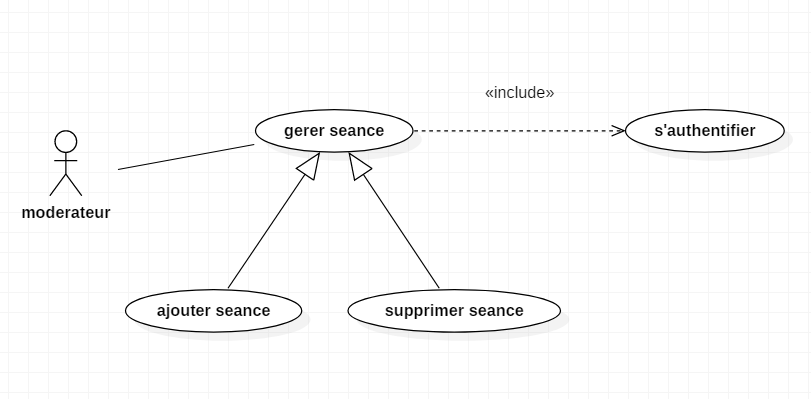 «include»
gerer seance
s'authentifier
moderateur
ajouter seance
supprimer seance